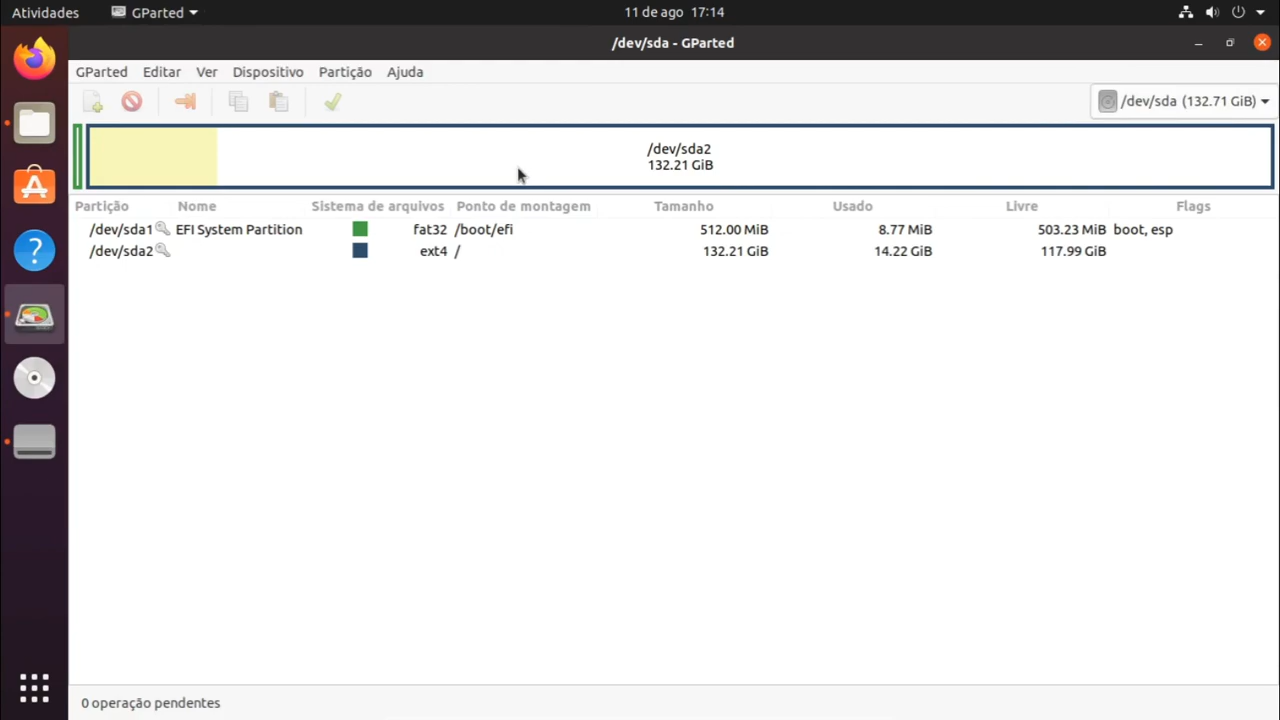 Atividades GParted 11 de ago 17:14
/dev/sda - GParted
GParted Editar Ver Dispositivo Partição Ajuda
/dev/sda (132.71 GiB)
/dev/sda2
132.21 GiB
Partição Nome Sistema de arquivos Ponto de montagem Tamanho Usado Livre Flags
/dev/sda1 EFI System Partition fat32 /boot/efi 512.00 MiB 8.77 MiB 503.23 MiB boot, esp
/dev/sda2 ext4 / 132.21 GiB 14.22 GiB 117.99 GiB
0 operação pendentes